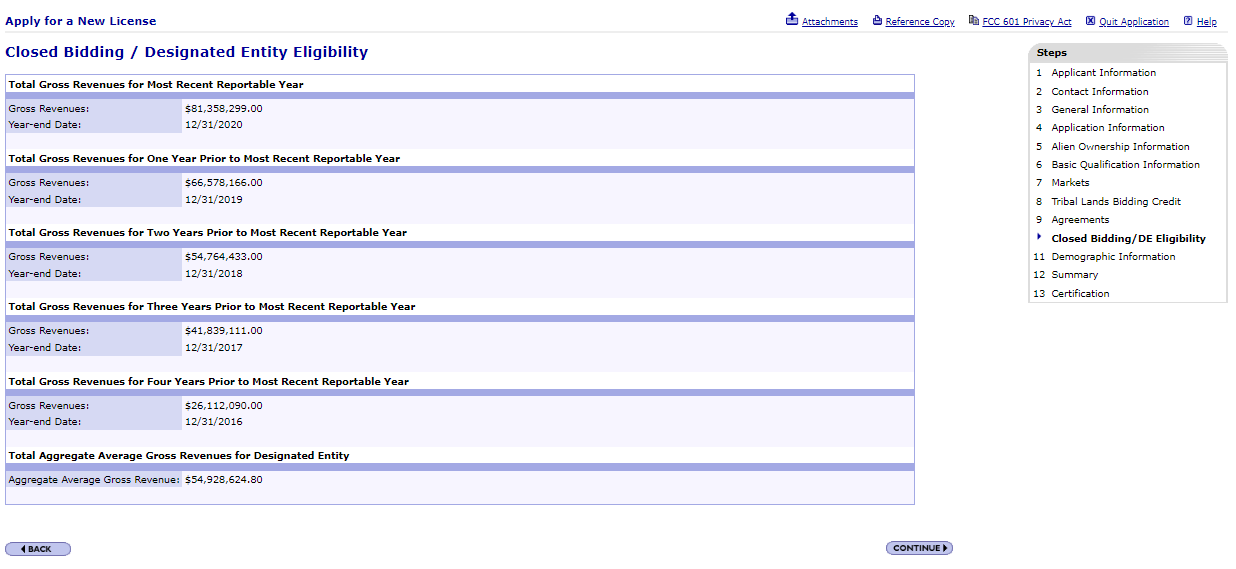 Apply for a New License
Attachments Reference Copy FCC 601 Privacy Act Quit Application ? Help
Closed Bidding / Designated Entity Eligibility
Total Gross Revenues for Most Recent Reportable Year
Gross Revenues: $81,358,299.00
Year-end Date: 12/31/2020
Total Gross Revenues for One Year Prior to Most Recent Reportable Year
Gross Revenues: $66,578,166.00
Year-end Date: 12/31/2019
Total Gross Revenues for Two Years Prior to Most Recent Reportable Year
Gross Revenues: $54,764,433.00
Year-end Date: 12/31/2018
Total Gross Revenues for Three Years Prior to Most Recent Reportable Year
Gross Revenues: $41,839,111.00
Year-end Date: 12/31/2017
Total Gross Revenues for Four Years Prior to Most Recent Reportable Year
Gross Revenues: $26,112,090.00
Year-end Date: 12/31/2016
Total Aggregate Average Gross Revenues for Designated Entity
Aggregate Average Gross Revenue: $54,928,624.80
BACK
CONTINUE
Steps
1 Applicant Information
2 Contact Information
3 General Information
4 Application Information
5 Alien Ownership Information
6 Basic Qualification Information
7 Markets
8 Tribal Lands Bidding Credit
9 Agreements
Closed Bidding/DE Eligibility
11 Demographic Information
12 Summary
13 Certification